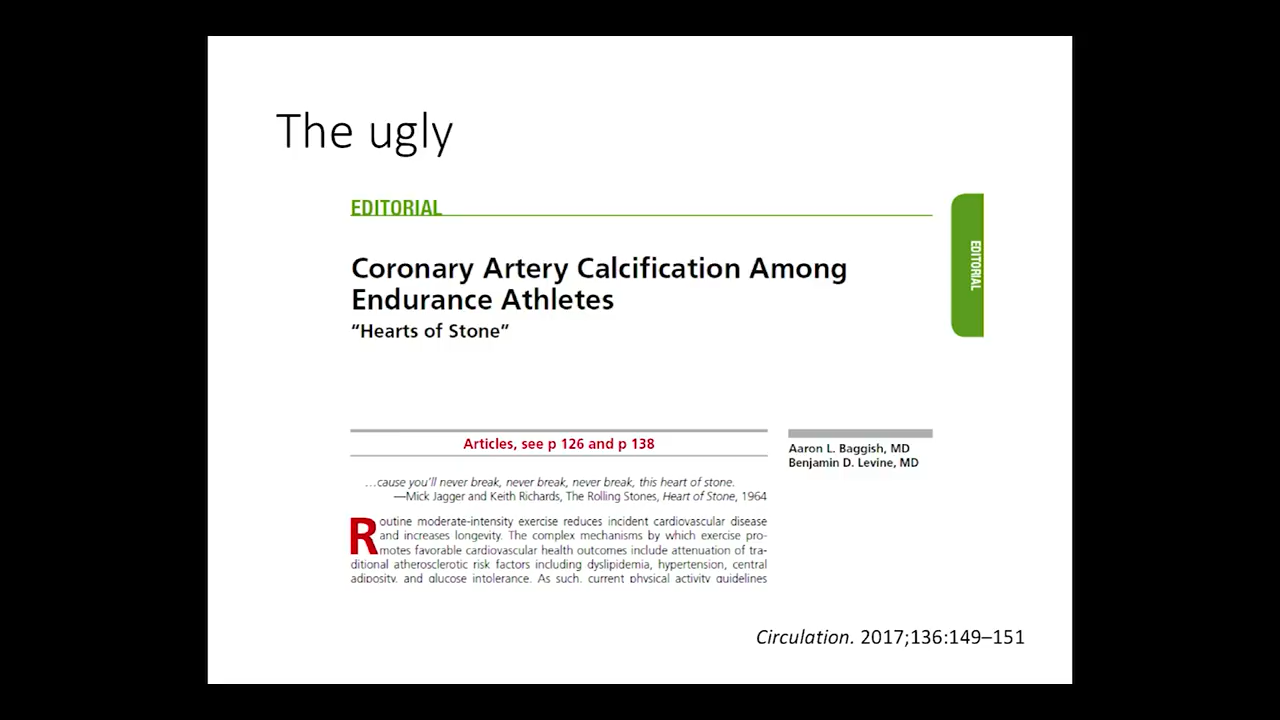 The ugly
EDITORIAL
EDITORIAL
Coronary Artery Calcification Among
Endurance Athletes
“Hearts of Stone”
Articles, see p 126 and p 138
Aaron L. Baggish, MD
Benjamin D. Levine, MD
…cause you’ll never break, never break, never break, this heart of stone.
—Mick Jagger and Keith Richards, The Rolling Stones, Heart of Stone, 1964
Routine moderate-intensity exercise reduces incident cardiovascular disease
and increases longevity. The complex mechanisms by which exercise pro-
motes favorable cardiovascular health outcomes include attenuation of tra-
ditional atherosclerotic risk factors including dyslipidemia, hypertension, central
adiposity, and glucose intolerance. As such, current physical activity guidelines
Circulation. 2017;136:149–151